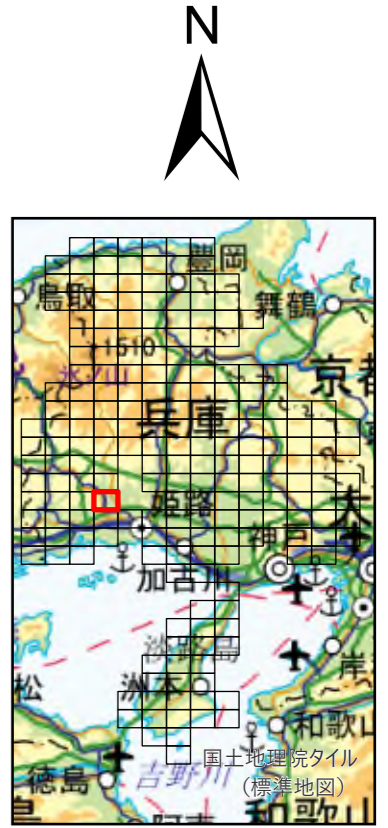 N
豊岡
鳥取
舞鶴
1510
氷ノ山
京都
兵庫
姫路
大
神戸
加古川
淡路島
岸
松
洲本
和歌山
国土地理院タイル
徳島
吉野川
(標準地図)
和歌山